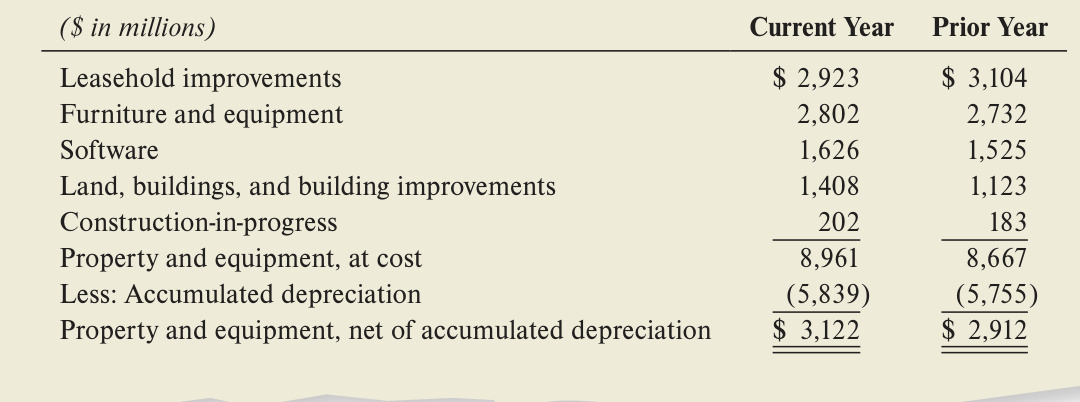 ($ in millions) Current Year Prior Year
Leasehold improvements $ 2,923 $ 3,104
Furniture and equipment 2,802 2,732
Software 1,626 1,525
Land, buildings, and building improvements 1,408 1,123
Construction-in-progress 202 183
Property and equipment, at cost 8,961 8,667
Less: Accumulated depreciation (5,839) (5,755)
Property and equipment, net of accumulated depreciation $ 3,122 $ 2,912